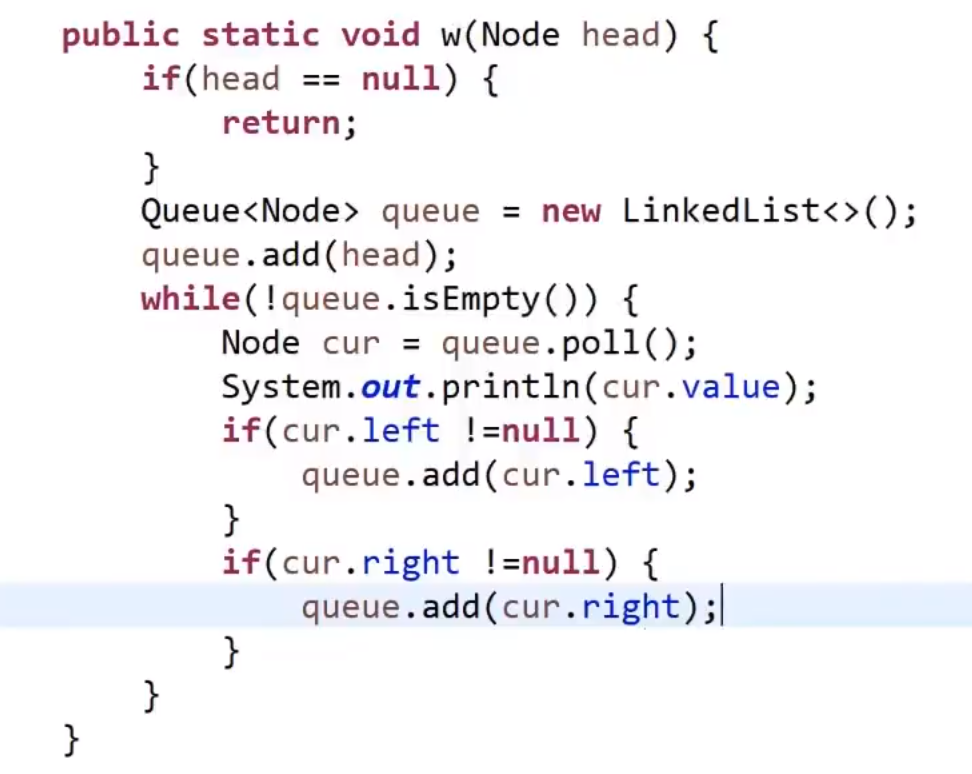 public static void w(Node head) {
    if(head == null) {
        return;
    }
    Queue<Node> queue = new LinkedList<>();
    queue.add(head);
    while(!queue.isEmpty()) {
        Node cur = queue.poll();
        System.out.println(cur.value);
        if(cur.left !=null) {
            queue.add(cur.left);
        }
        if(cur.right !=null) {
            queue.add(cur.right);
        }
    }
}